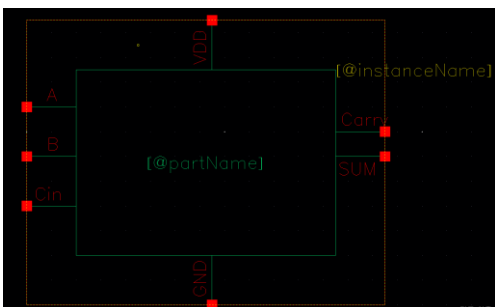 VDD
[@instanceName]
A
Carry
B
[@partName]
SUM
Cin
GND